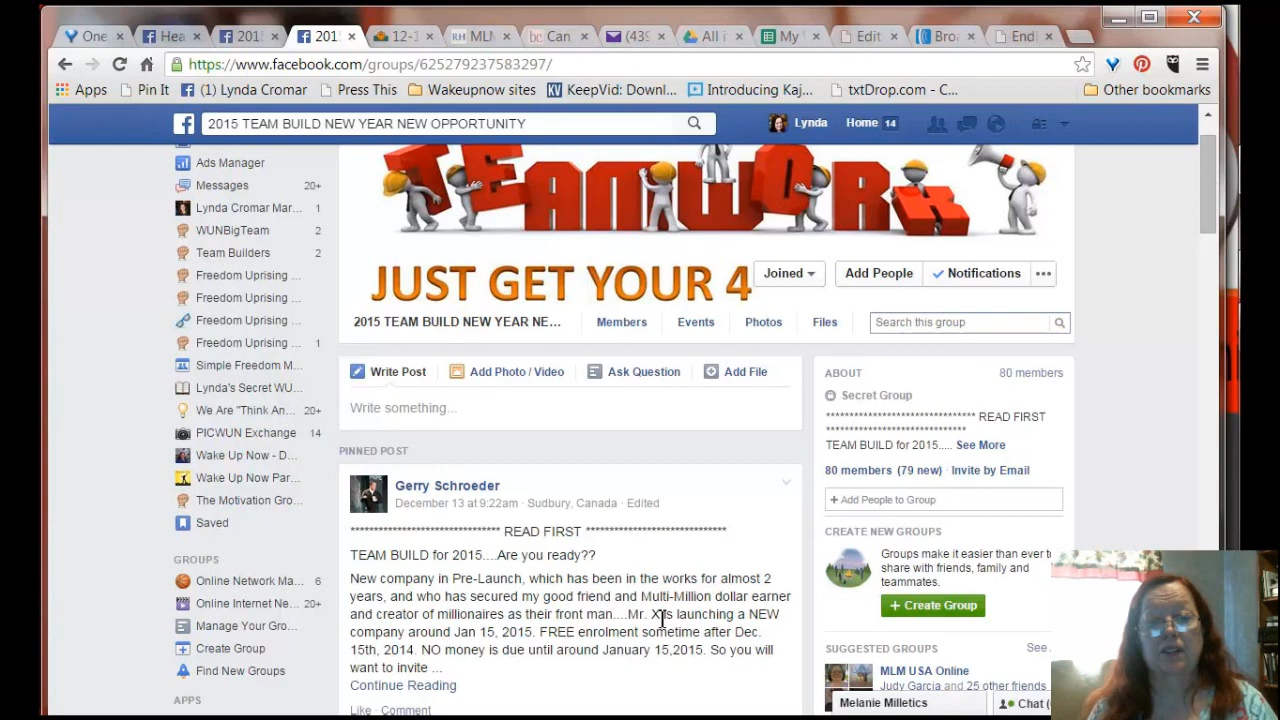 One
Hea
201
201
12-1
RH MLN
bc Can
(439
All i
My
Edit
Bro
End
https://www.facebook.com/groups/625279237583297/
Apps Pin It (1) Lynda Cromar Press This Wakeupnow sites KV KeepVid: Downl... Introducing Kaj... txtDrop.com - C... Other bookmarks
2015 TEAM BUILD NEW YEAR NEW OPPORTUNITY Lynda Home 14
Ads Manager
Messages 20+
Lynda Cromar Mar... 1
WUNBigTeam 2
Team Builders 2
Freedom Uprising ...
Freedom Uprising ...
Freedom Uprising ...
Freedom Uprising ... 1
Simple Freedom M...
Lynda's Secret WU...
We Are "Think An... 20+
PICWUN Exchange 14
Wake Up Now - D...
Wake Up Now Par...
The Motivation Gro...
Saved
GROUPS
Online Network Ma... 6
Online Internet Ne... 20+
Manage Your Gro...
Create Group
Find New Groups
APPS
TEAMWORK
JUST GET YOUR 4
Joined Add People Notifications
2015 TEAM BUILD NEW YEAR NE... Members Events Photos Files Search this group
Write Post Add Photo / Video Ask Question Add File
Write something...
PINNED POST
Gerry Schroeder
December 13 at 9:22am · Sudbury, Canada · Edited
******************************** READ FIRST ******************************
TEAM BUILD for 2015....Are you ready??
New company in Pre-Launch, which has been in the works for almost 2
years, and who has secured my good friend and Multi-Million dollar earner
and creator of millionaires as their front man....Mr. X is launching a NEW
company around Jan 15, 2015. FREE enrolment sometime after Dec.
15th, 2014. NO money is due until around January 15,2015. So you will
want to invite ...
Continue Reading
Like · Comment
ABOUT 80 members
Secret Group
******************************** READ FIRST
******************************
TEAM BUILD for 2015.... See More
80 members (79 new) · Invite by Email
+ Add People to Group
CREATE NEW GROUPS
Groups make it easier than ever to
share with friends, family and
teammates.
+ Create Group
SUGGESTED GROUPS See
MLM USA Online
Judy Garcia and 25 other friends
Melanie Milletics
Chat (